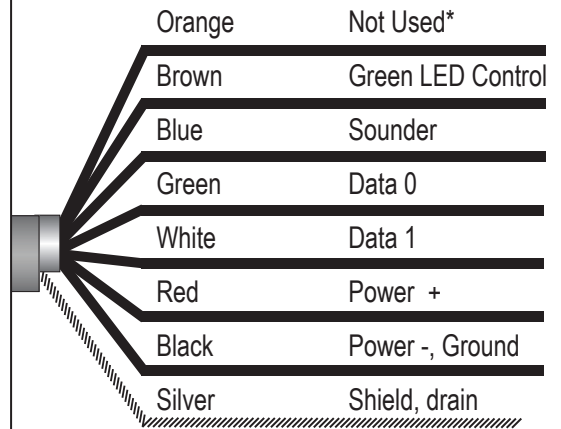 Orange Not Used*
Brown Green LED Control
Blue Sounder
Green Data 0
White Data 1
Red Power +
Black Power -, Ground
Silver Shield, drain